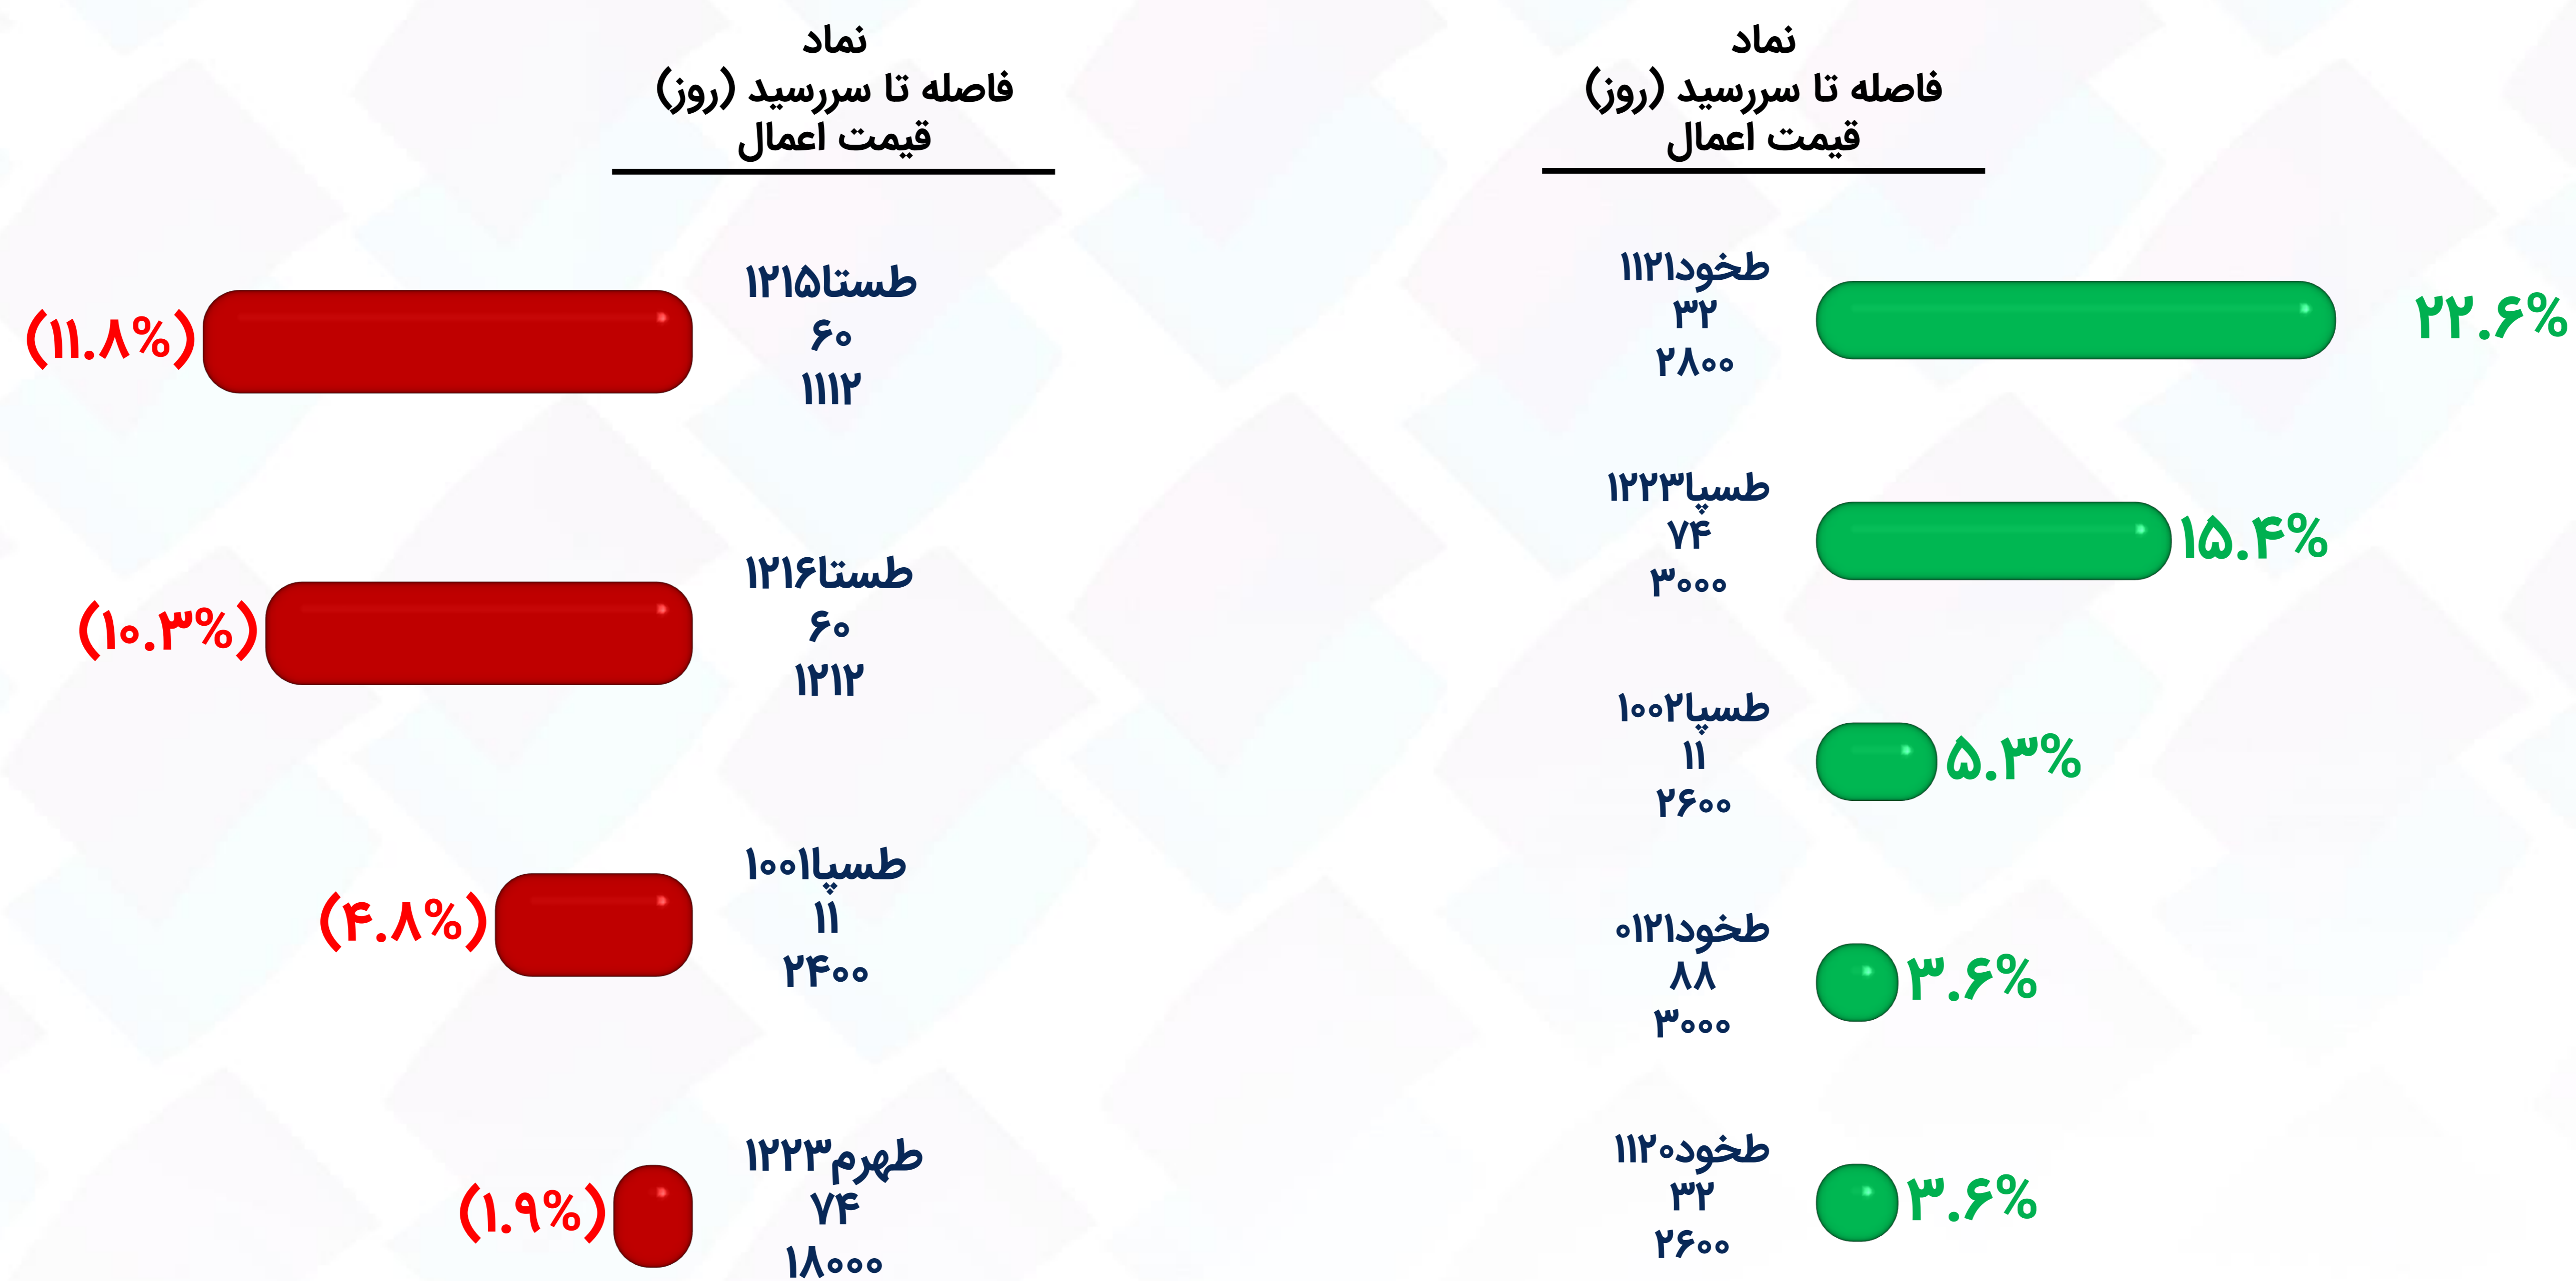 نماد
فاصله تا سررسید (روز)
قیمت اعمال
طخود۱۱۲۱
۳۲
۲۸۰۰
۲۲.۶%
طسپا۱۲۲۳
۷۴
۳۰۰۰
۱۵.۴%
طسپا۱۰۰۲
۱۱
۲۶۰۰
۵.۳%
طخود۰۱۲۱
۸۸
۳۰۰۰
۳.۶%
طخود۱۱۲۰
۳۲
۲۶۰۰
۳.۶%
نماد
فاصله تا سررسید (روز)
قیمت اعمال
طستا۱۲۱۵
۶۰
۱۱۱۲
(۱۱.۸%)
طستا۱۲۱۶
۶۰
۱۲۱۲
(۱۰.۳%)
طسپا۱۰۰۱
۱۱
۲۴۰۰
(۴.۸%)
طهرم۱۲۲۳
۷۴
۱۸۰۰۰
(۱.۹%)